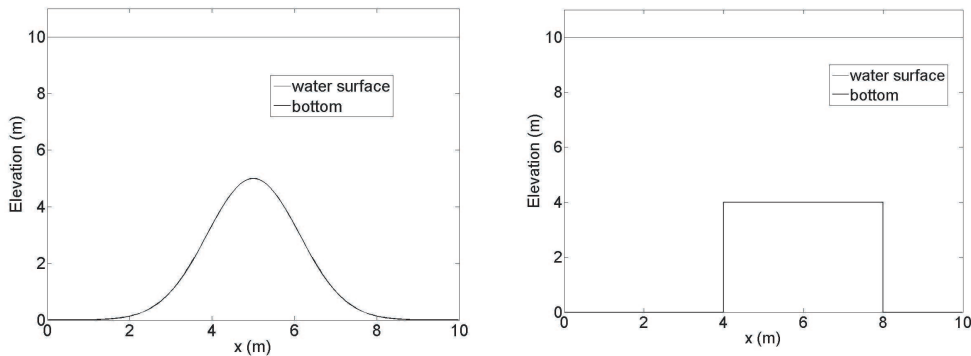 10
8
6
4
2
0
Elevation (m)
water surface
bottom
0 2 4 6 8 10
x (m)
10
8
6
4
2
0
Elevation (m)
water surface
bottom
0 2 4 6 8 10
x (m)